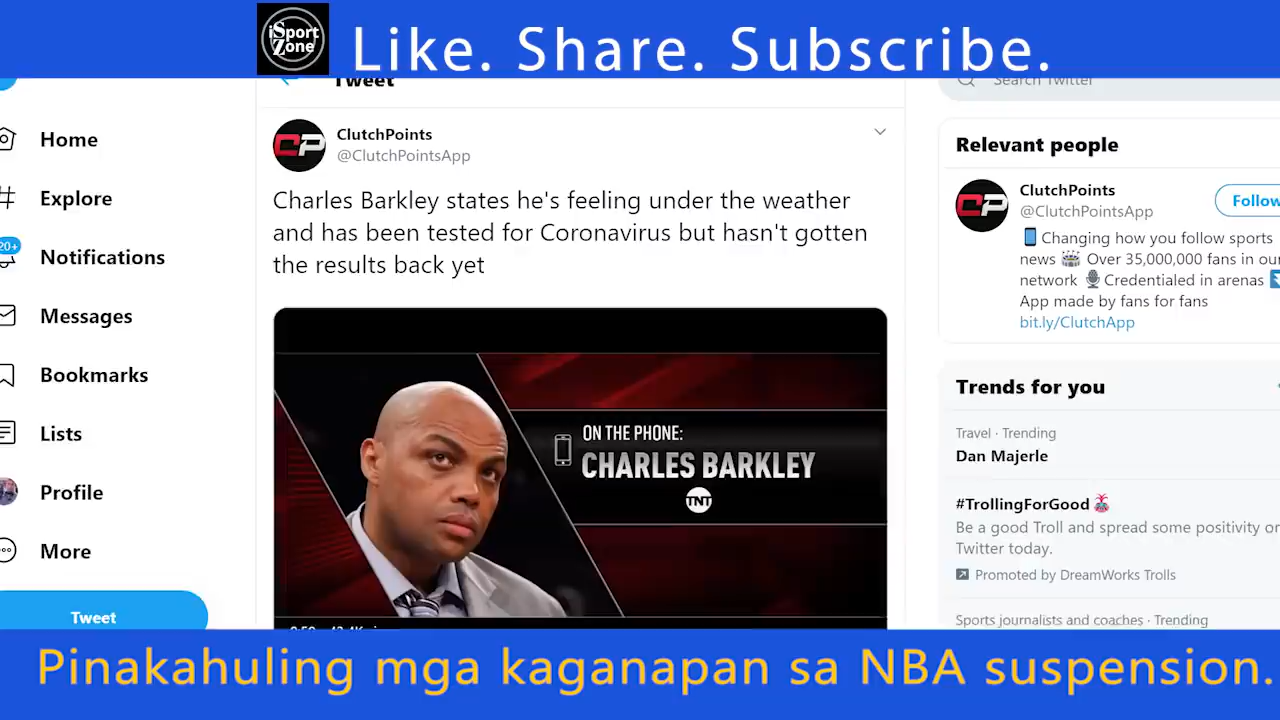 iSport
Zone
Like. Share. Subscribe.
Tweet
Search Twitter
Home
Explore
20+
Notifications
Messages
Bookmarks
Lists
Profile
More
Tweet
CP
ClutchPoints
@ClutchPointsApp
Charles Barkley states he's feeling under the weather
and has been tested for Coronavirus but hasn't gotten
the results back yet
ON THE PHONE:
CHARLES BARKLEY
TNT
Relevant people
CP
ClutchPoints
@ClutchPointsApp
Follow
Changing how you follow sports
news Over 35,000,000 fans in our
network Credentialed in arenas
App made by fans for fans
bit.ly/ClutchApp
Trends for you
Travel · Trending
Dan Majerle
#TrollingForGood
Be a good Troll and spread some positivity on
Twitter today.
Promoted by DreamWorks Trolls
Sports journalists and coaches · Trending
Pinakahuling mga kaganapan sa NBA suspension.